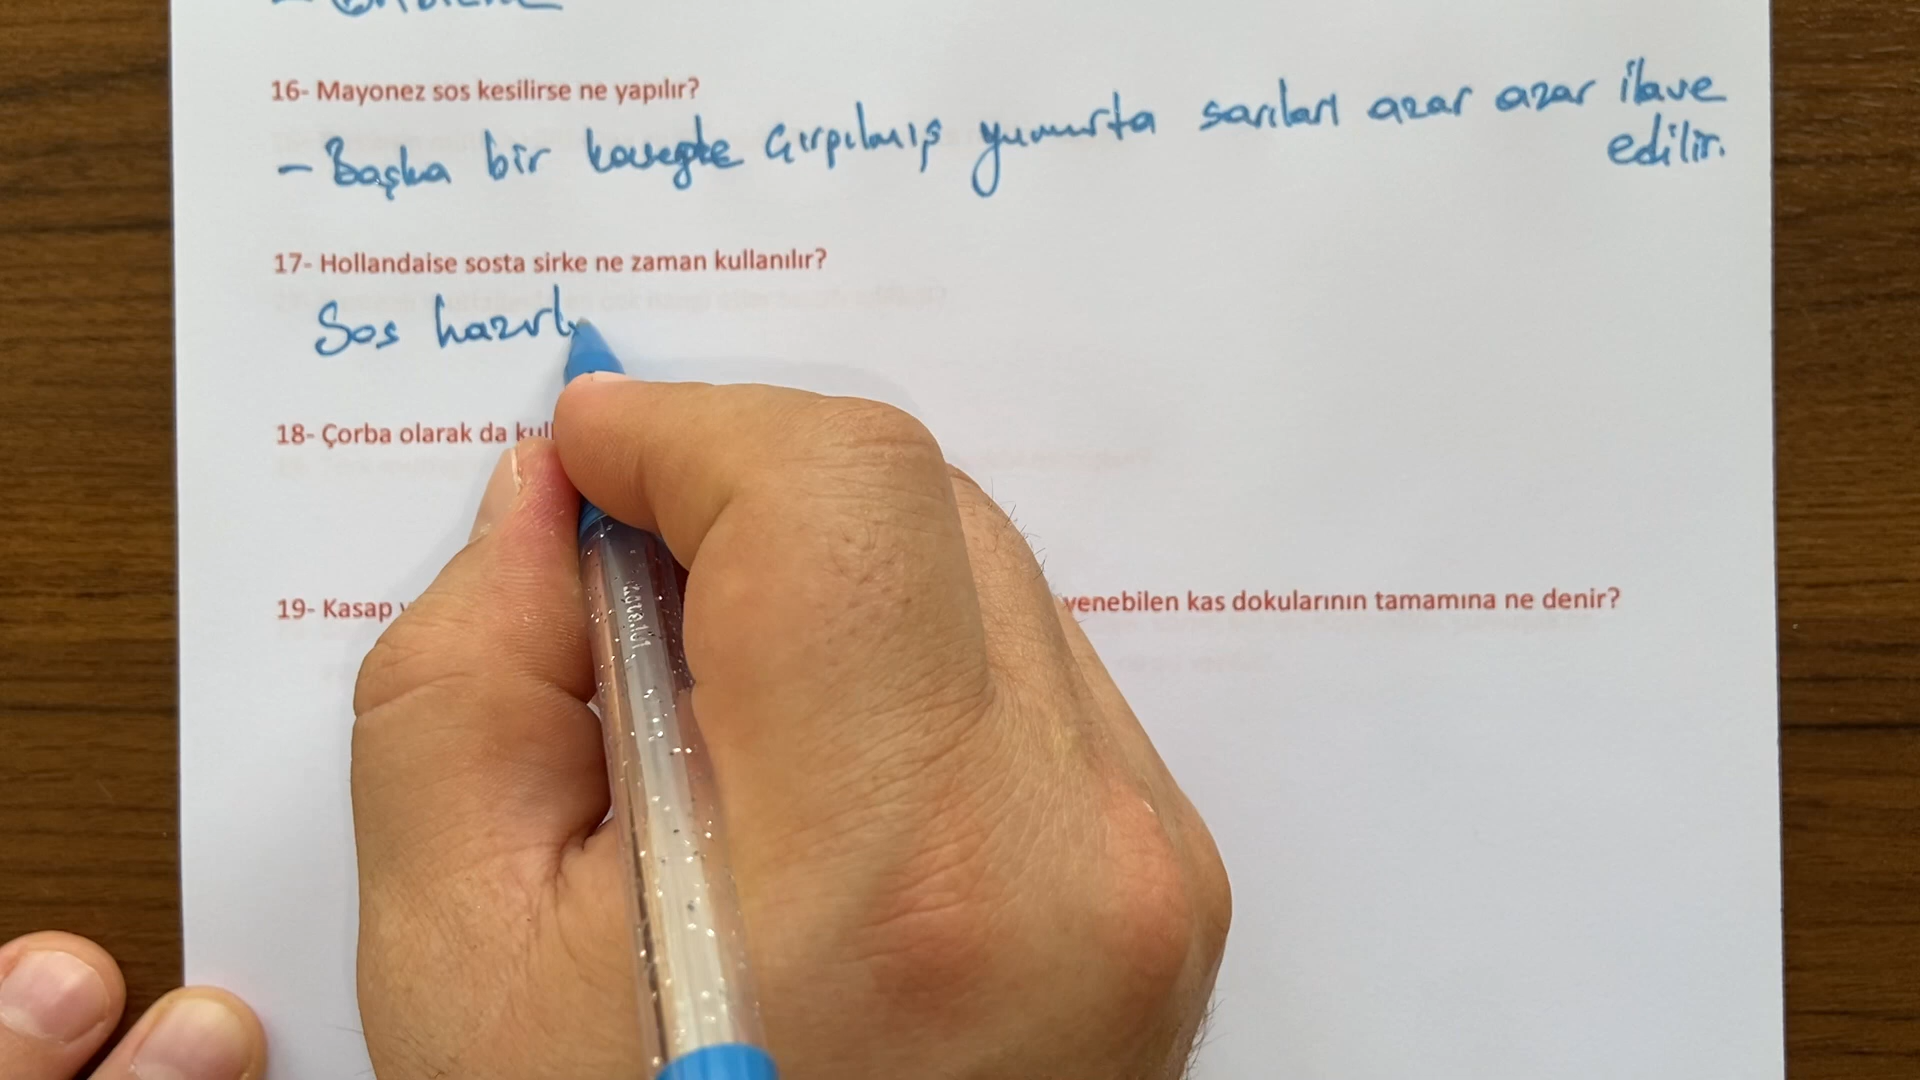 16- Mayonez sos kesilirse ne yapılır?
- Başka bir kasede çırpılmış yumurta sarıları azar azar ilave
edilir.
17- Hollandaise sosta sirke ne zaman kullanılır?
Sos hazırl
18- Çorba olarak da kull
19- Kasap yenebilen kas dokularının tamamına ne denir?